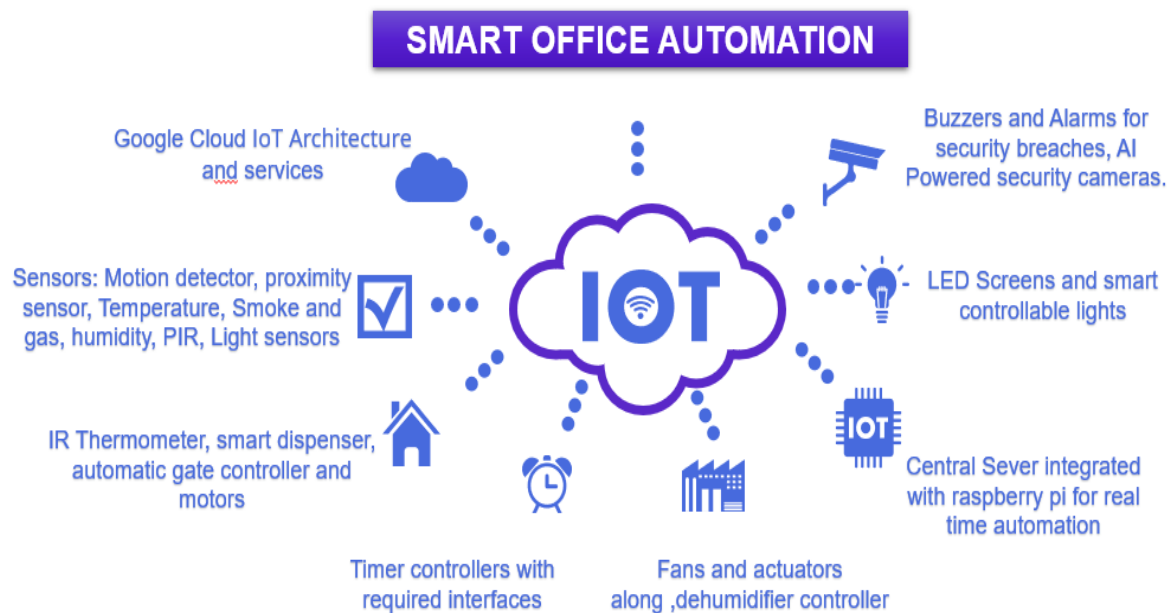 SMART OFFICE AUTOMATION
Google Cloud IoT Architecture
and services
Buzzers and Alarms for
security breaches, AI
Powered security cameras.
Sensors: Motion detector, proximity
sensor, Temperature, Smoke and
gas, humidity, PIR, Light sensors
IOT
LED Screens and smart
controllable lights
IR Thermometer, smart dispenser,
automatic gate controller and
motors
IOT
Central Sever integrated
with raspberry pi for real
time automation
Timer controllers with
required interfaces
Fans and actuators
along ,dehumidifier controller